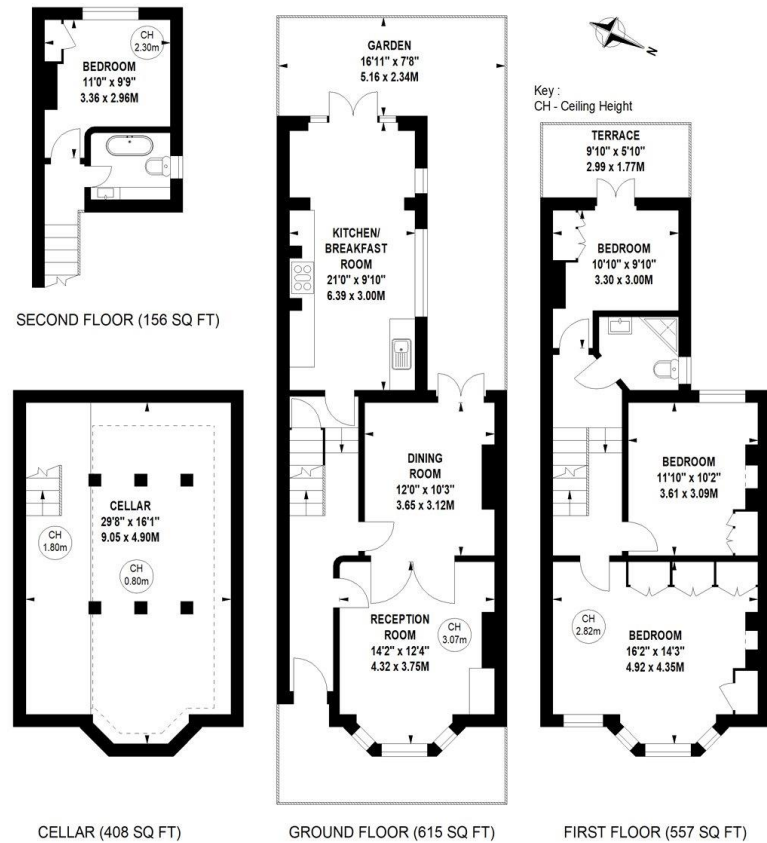 CH
2.30m
BEDROOM
11'0" x 9'9"
3.36 x 2.96M
SECOND FLOOR (156 SQ FT)
GARDEN
16'11" x 7'8"
5.16 x 2.34M
N
Key :
CH - Ceiling Height
TERRACE
9'10" x 5'10"
2.99 x 1.77M
KITCHEN/
BREAKFAST
ROOM
21'0" x 9'10"
6.39 x 3.00M
BEDROOM
10'10" x 9'10"
3.30 x 3.00M
CELLAR
29'8" x 16'1"
9.05 x 4.90M
CH
1.80m
CH
0.80m
DINING
ROOM
12'0" x 10'3"
3.65 x 3.12M
BEDROOM
11'10" x 10'2"
3.61 x 3.09M
RECEPTION
ROOM
14'2" x 12'4"
4.32 x 3.75M
CH
3.07m
CH
2.82m
BEDROOM
16'2" x 14'3"
4.92 x 4.35M
CELLAR (408 SQ FT)
GROUND FLOOR (615 SQ FT)
FIRST FLOOR (557 SQ FT)